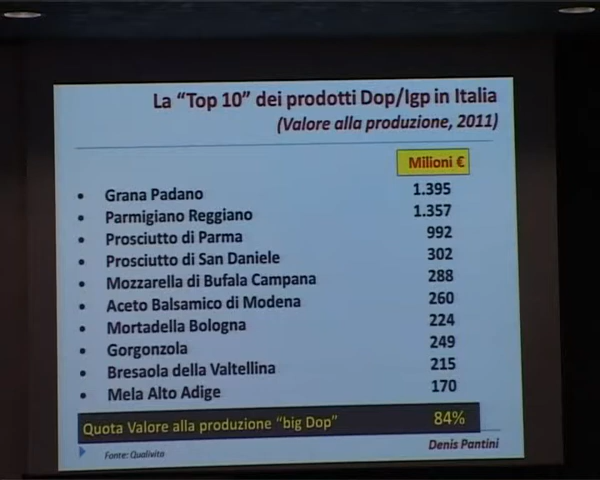 La “Top 10” dei prodotti Dop/Igp in Italia
(Valore alla produzione, 2011)
Milioni €
• Grana Padano 1.395
• Parmigiano Reggiano 1.357
• Prosciutto di Parma 992
• Prosciutto di San Daniele 302
• Mozzarella di Bufala Campana 288
• Aceto Balsamico di Modena 260
• Mortadella Bologna 224
• Gorgonzola 249
• Bresaola della Valtellina 215
• Mela Alto Adige 170
Quota Valore alla produzione “big Dop” 84%
Fonte: Qualivita Denis Pantini